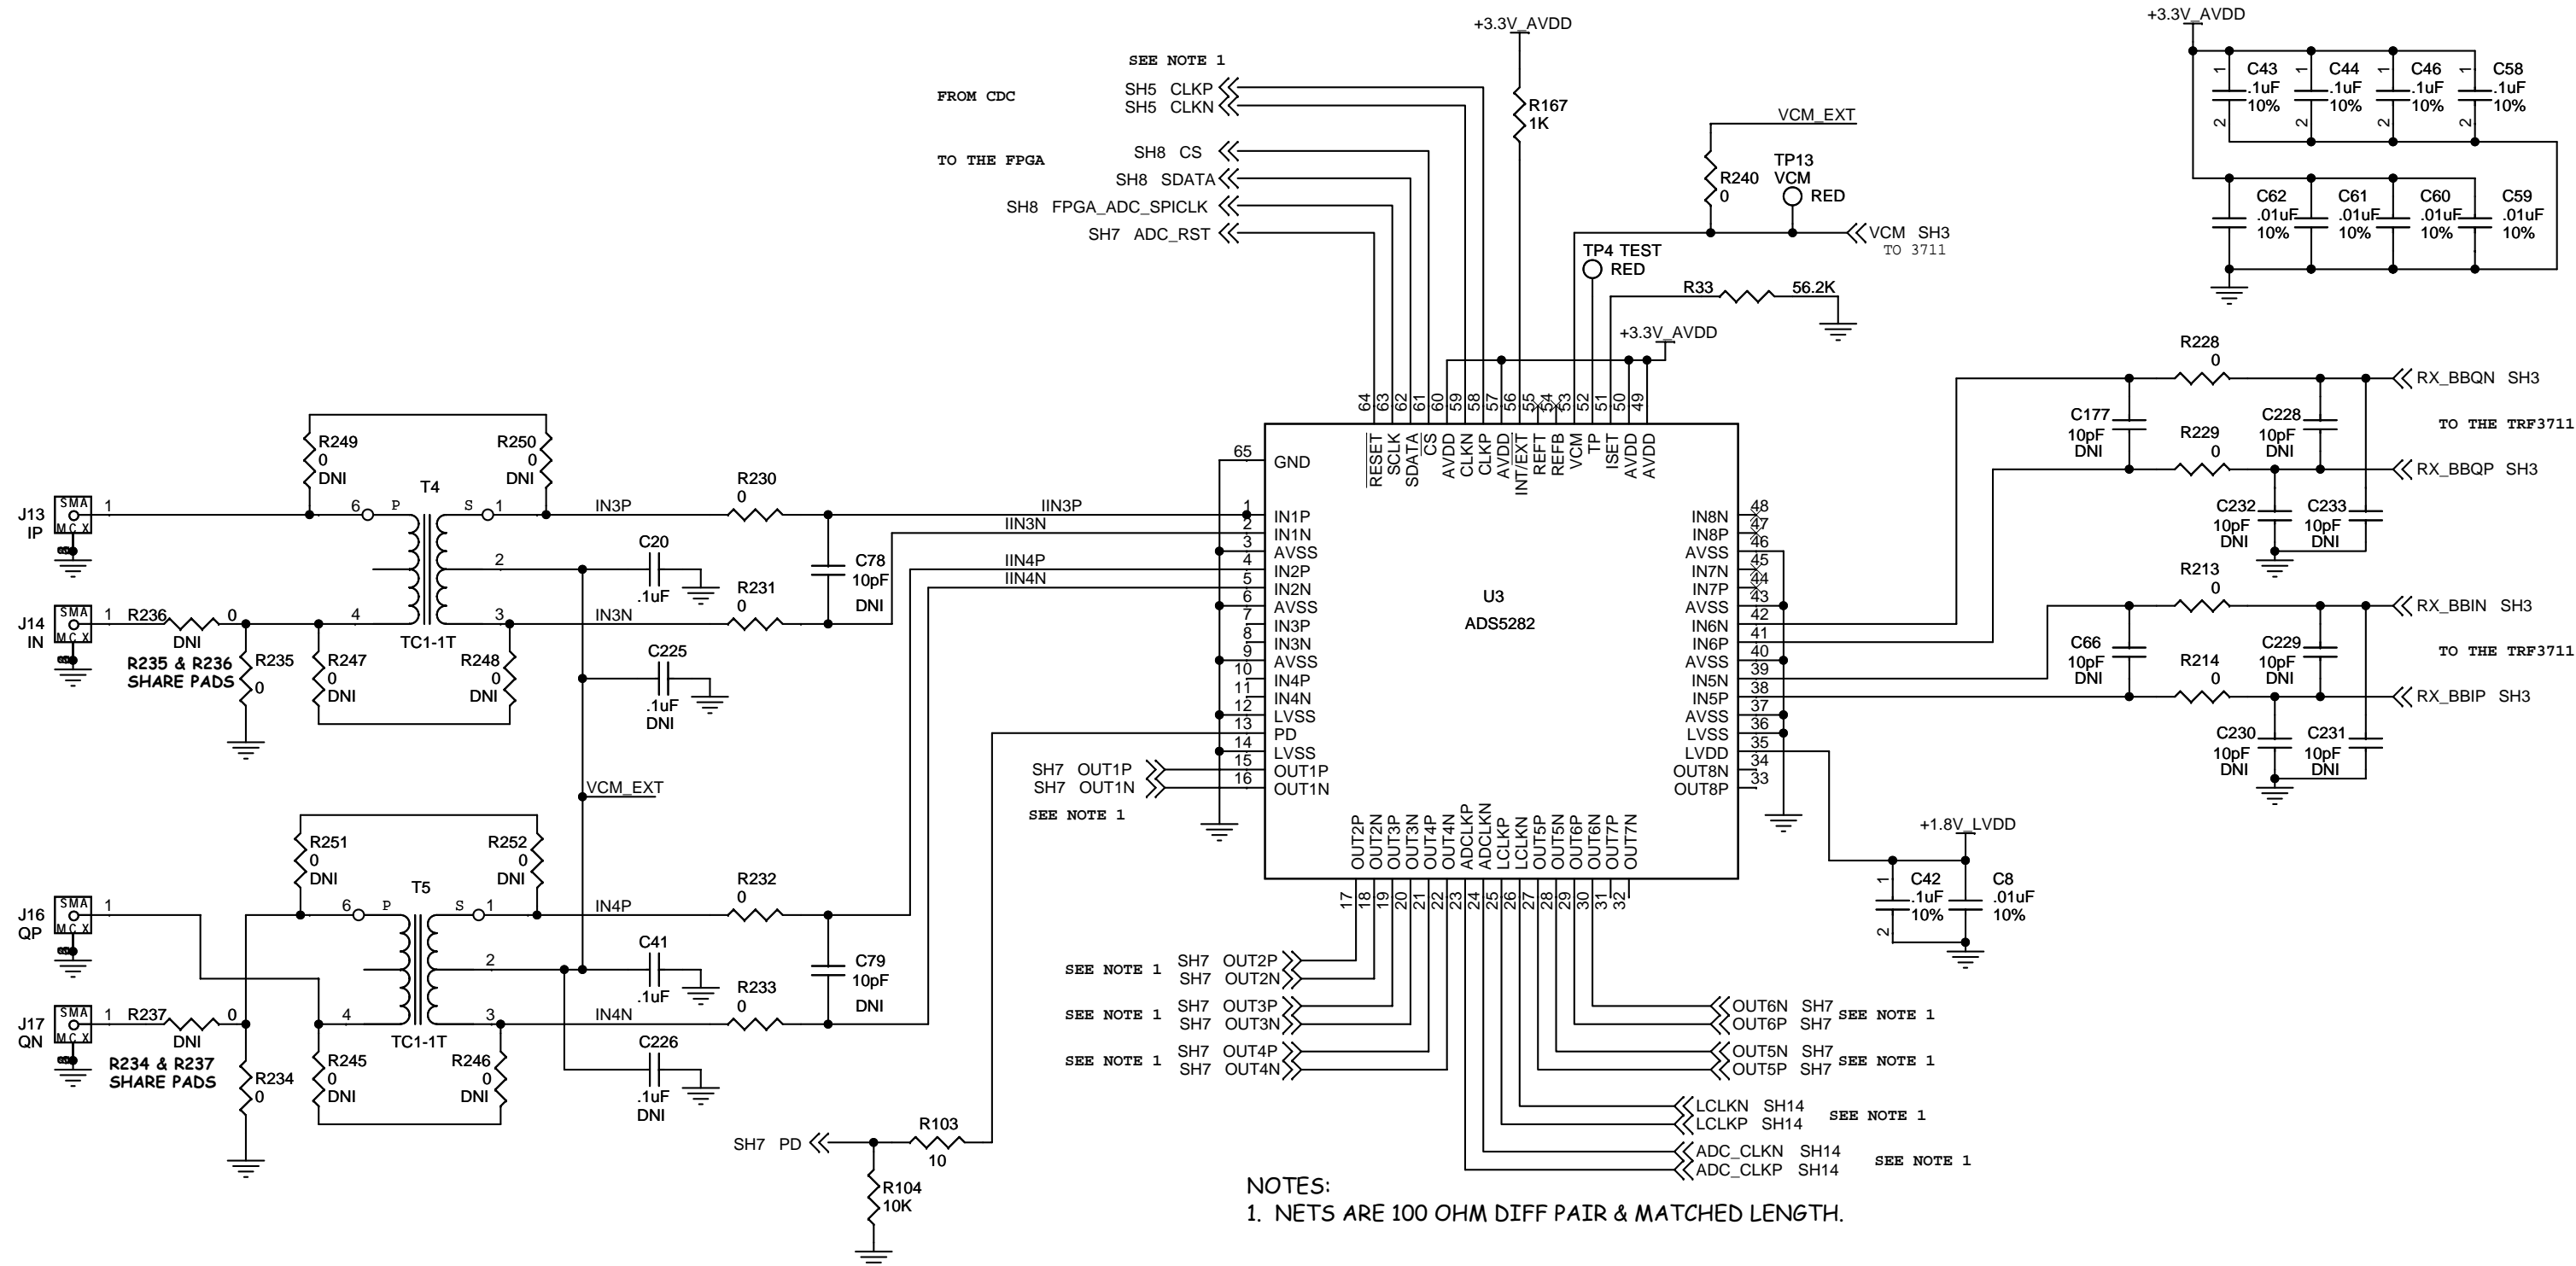 +3.3V_AVDD
SEE NOTE 1
FROM CDC
SH5 CLKP
SH5 CLKN
TO THE FPGA
SH8 CS
SH8 SDATA
SH8 FPGA_ADC_SPICLK
SH7 ADC_RST
R167
1K
VCM_EXT
R240
0
TP13
VCM
RED
VCM SH3
TO 3711
TP4 TEST
RED
R33 56.2K
+3.3V_AVDD
+3.3V_AVDD
1 C43 .1uF 10% 2
1 C44 .1uF 10% 2
1 C46 .1uF 10% 2
1 C58 .1uF 10% 2
C62 .01uF 10%
C61 .01uF 10%
C60 .01uF 10%
C59 .01uF 10%
J13
IP
SMA
MCX
1
R249
0
DNI
R250
0
DNI
T4
6 P S 1
2
4 3
TC1-1T
J14
IN
SMA
MCX
1
R236 0
DNI
R235 & R236
SHARE PADS
R235
0
R247
0
DNI
R248
0
DNI
IN3P
IN3N
C20
.1uF
C225
.1uF
DNI
R230
0
R231
0
C78
10pF
DNI
IIN3P
IIN3N
IIN4P
IIN4N
VCM_EXT
J16
QP
SMA
MCX
1
R251
0
DNI
R252
0
DNI
T5
6 P S 1
2
4 3
TC1-1T
J17
QN
SMA
MCX
1
R237 0
DNI
R234 & R237
SHARE PADS
R234
0
R245
0
DNI
R246
0
DNI
IN4P
IN4N
C41
.1uF
C226
.1uF
DNI
R232
0
R233
0
C79
10pF
DNI
SH7 PD
R103
10
R104
10K
U3
ADS5282
64 RESET
63 SCLK
62 SDATA
61 CS
60 AVDD
59 CLKN
58 CLKP
57 AVDD
56 INT/EXT
55 REFT
54 REFB
53 VCM
52 TP
51 ISET
50 AVDD
49 AVDD
65 GND
1 IN1P
2 IN1N
3 AVSS
4 IN2P
5 IN2N
6 AVSS
7 IN3P
8 IN3N
9 AVSS
10 IN4P
11 IN4N
12 LVSS
13 PD
14 LVSS
15 OUT1P
16 OUT1N
IN8N 48
IN8P 47
AVSS 46
IN7N 45
IN7P 44
AVSS 43
IN6N 42
IN6P 41
AVSS 40
IN5N 39
IN5P 38
AVSS 37
LVSS 36
LVDD 35
OUT8N 34
OUT8P 33
OUT2P 17
OUT2N 18
OUT3P 19
OUT3N 20
OUT4P 21
OUT4N 22
ADCLKP 23
ADCLKN 24
LCLKP 25
LCLKN 26
OUT5P 27
OUT5N 28
OUT6P 29
OUT6N 30
OUT7P 31
OUT7N 32
SH7 OUT1P
SH7 OUT1N
SEE NOTE 1
SH7 OUT2P
SEE NOTE 1
SH7 OUT2N
SH7 OUT3P
SEE NOTE 1
SH7 OUT3N
SH7 OUT4P
SEE NOTE 1
SH7 OUT4N
OUT6N SH7
SEE NOTE 1
OUT6P SH7
OUT5N SH7
SEE NOTE 1
OUT5P SH7
LCLKN SH14
SEE NOTE 1
LCLKP SH14
ADC_CLKN SH14
SEE NOTE 1
ADC_CLKP SH14
R228
0
RX_BBQN SH3
C177
10pF
DNI
C228
10pF
DNI
TO THE TRF3711
R229
0
RX_BBQP SH3
C232
10pF
DNI
C233
10pF
DNI
R213
0
RX_BBIN SH3
C66
10pF
DNI
C229
10pF
DNI
TO THE TRF3711
R214
0
RX_BBIP SH3
C230
10pF
DNI
C231
10pF
DNI
+1.8V_LVDD
1 C42 .1uF 10% 2
C8 .01uF 10%
NOTES:
1. NETS ARE 100 OHM DIFF PAIR & MATCHED LENGTH.